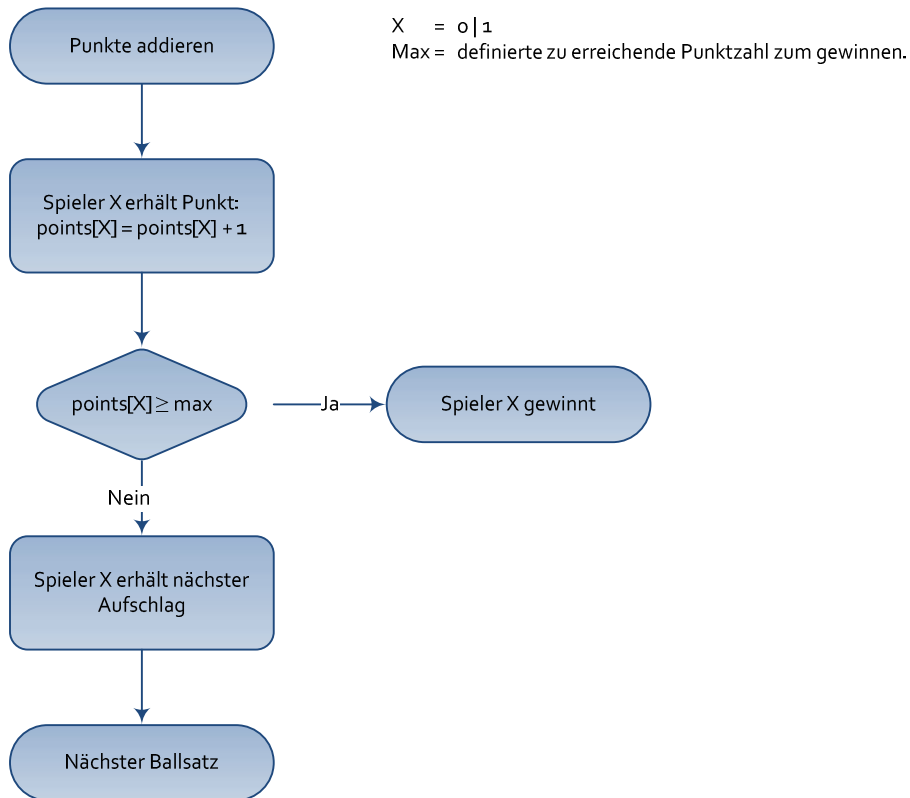 Punkte addieren
X = 0 | 1
Max = definierte zu erreichende Punktzahl zum gewinnen.
Spieler X erhält Punkt:
points[X] = points[X] + 1
points[X] ≥ max
Ja
Spieler X gewinnt
Nein
Spieler X erhält nächster
Aufschlag
Nächster Ballsatz